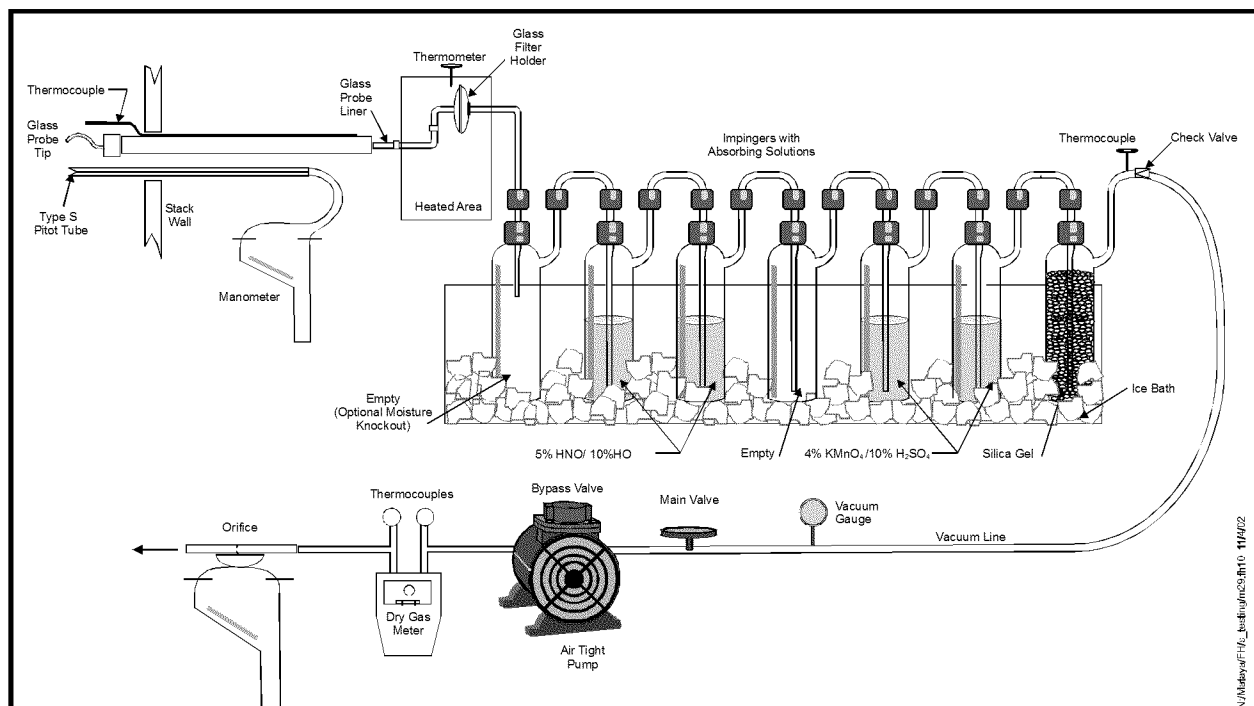 Thermometer
Glass
Filter
Holder
Thermocouple
Glass
Probe
Liner
Glass
Probe
Tip
Impingers with
Absorbing Solutions
Thermocouple
Check Valve
Type S
Pitot Tube
Stack
Wall
Heated Area
Manometer
Empty
(Optional Moisture
Knockout)
Ice Bath
5% HNO/ 10%HO
Empty
4% KMnO₄ /10% H₂SO₄
Silica Gel
Thermocouples
Bypass Valve
Main Valve
Vacuum
Gauge
Orifice
Vacuum Line
Dry Gas
Meter
Air Tight
Pump
11/4/02